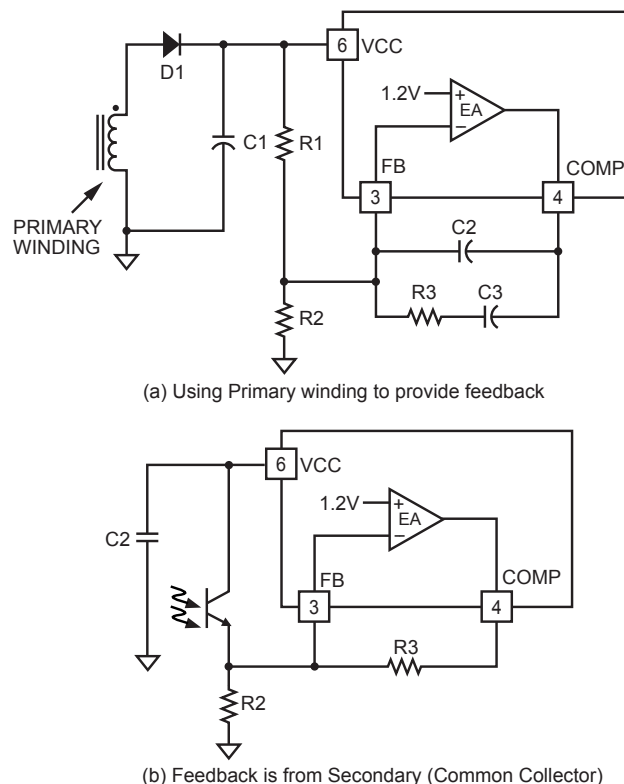 6
VCC
D1
1.2V
+
EA
−
C1
R1
FB
COMP
3
4
PRIMARY
WINDING
C2
R3
C3
R2
(a) Using Primary winding to provide feedback
6
VCC
1.2V
+
EA
−
C2
FB
COMP
3
4
R3
R2
(b) Feedback is from Secondary (Common Collector)